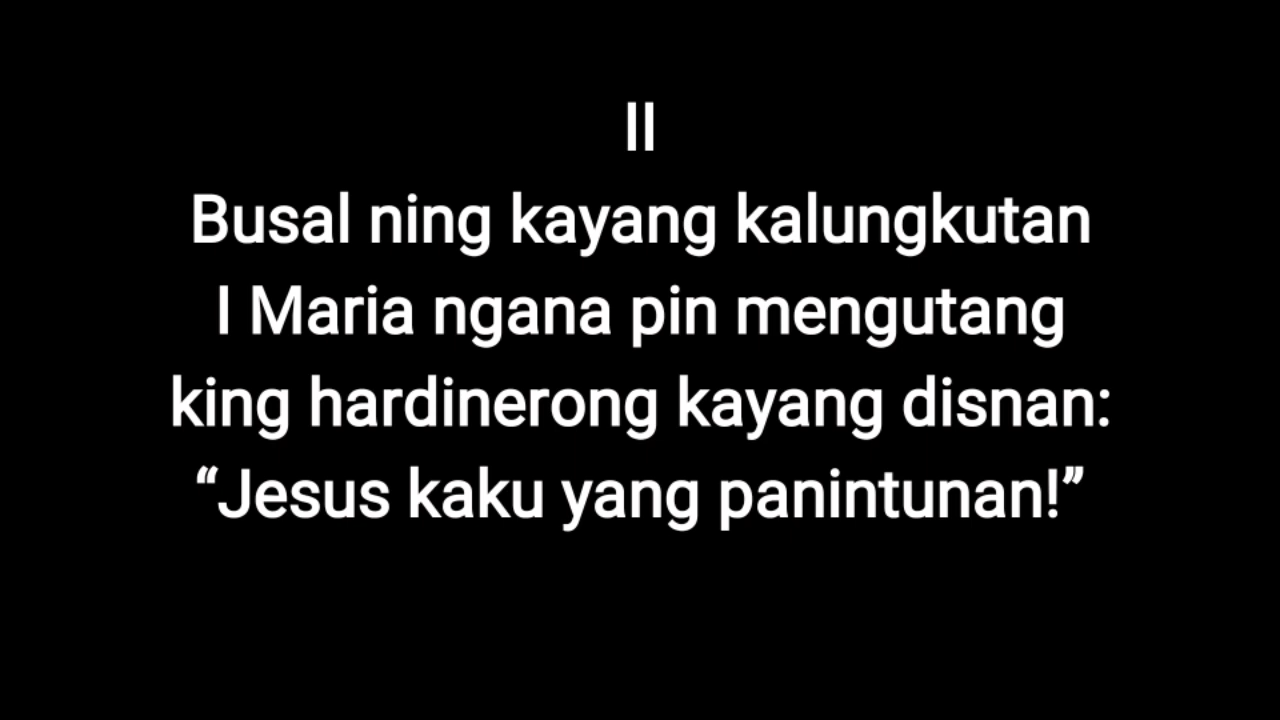 II
Busal ning kayang kalungkutan
I Maria ngana pin mengutang
king hardinerong kayang disnan:
“Jesus kaku yang panintunan!”